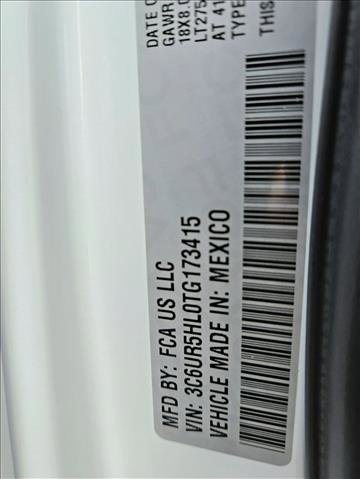 DATE O
GAWR
18X8.0
LT275
AT 41
TYPE
THIS
MFD BY: FCA US LLC
VIN: 3C6UR5HL0TG173415
VEHICLE MADE IN: MEXICO